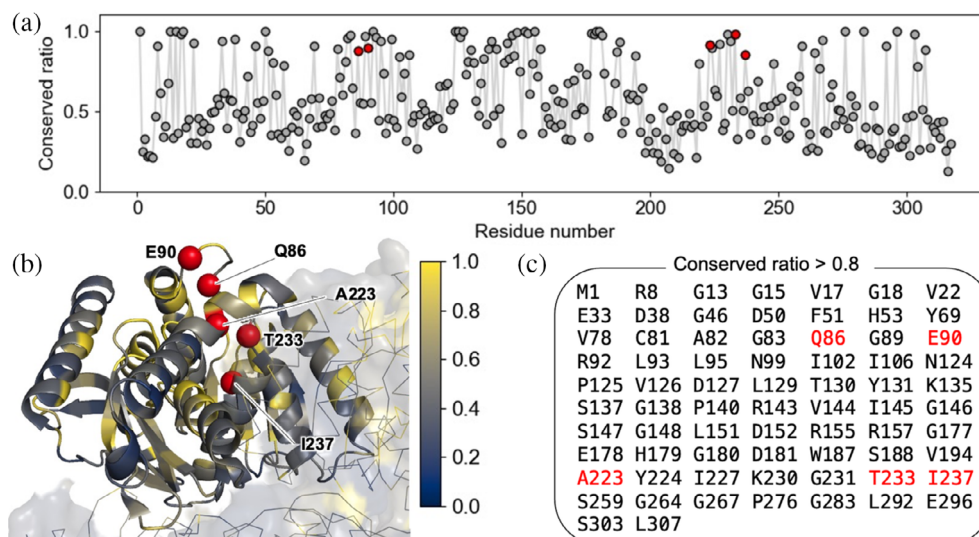 (a)
Conserved ratio
1.0
0.5
0.0
0 50 100 150 200 250 300
Residue number
(b)
E90
Q86
A223
T233
I237
1.0
0.8
0.6
0.4
0.2
0.0
(c)
Conserved ratio > 0.8
M1 R8 G13 G15 V17 G18 V22
E33 D38 G46 D50 F51 H53 Y69
V78 C81 A82 G83 Q86 G89 E90
R92 L93 L95 N99 I102 I106 N124
P125 V126 D127 L129 T130 Y131 K135
S137 G138 P140 R143 V144 I145 G146
S147 G148 L151 D152 R155 R157 G177
E178 H179 G180 D181 W187 S188 V194
A223 Y224 I227 K230 G231 T233 I237
S259 G264 G267 P276 G283 L292 E296
S303 L307